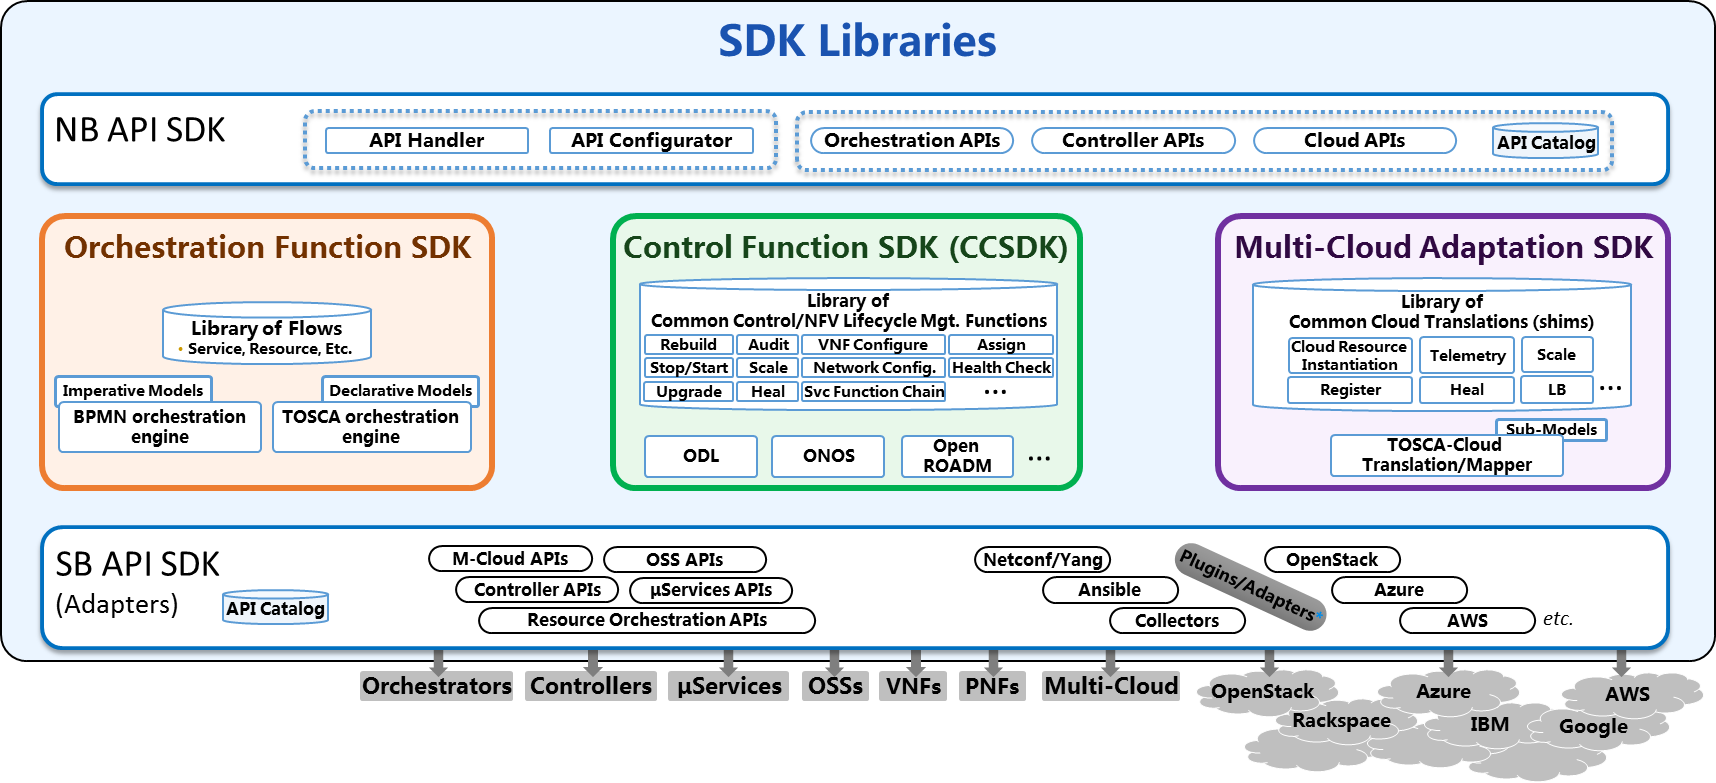 SDK Libraries
NB API SDK
API Handler
API Configurator
Orchestration APIs
Controller APIs
Cloud APIs
API Catalog
Orchestration Function SDK
Library of Flows
• Service, Resource, Etc.
Imperative Models
Declarative Models
BPMN orchestration
engine
TOSCA orchestration
engine
Control Function SDK (CCSDK)
Library of
Common Control/NFV Lifecycle Mgt. Functions
Rebuild
Audit
VNF Configure
Assign
Stop/Start
Scale
Network Config.
Health Check
Upgrade
Heal
Svc Function Chain
...
ODL
ONOS
Open
ROADM
...
Multi-Cloud Adaptation SDK
Library of
Common Cloud Translations (shims)
Cloud Resource
Instantiation
Telemetry
Scale
Register
Heal
LB
...
Sub-Models
TOSCA-Cloud
Translation/Mapper
SB API SDK
(Adapters)
API Catalog
M-Cloud APIs
OSS APIs
Controller APIs
µServices APIs
Resource Orchestration APIs
Netconf/Yang
Ansible
Collectors
Plugins/Adapters*
OpenStack
Azure
AWS
etc.
Orchestrators
Controllers
µServices
OSSs
VNFs
PNFs
Multi-Cloud
OpenStack
Rackspace
Azure
IBM
AWS
Google